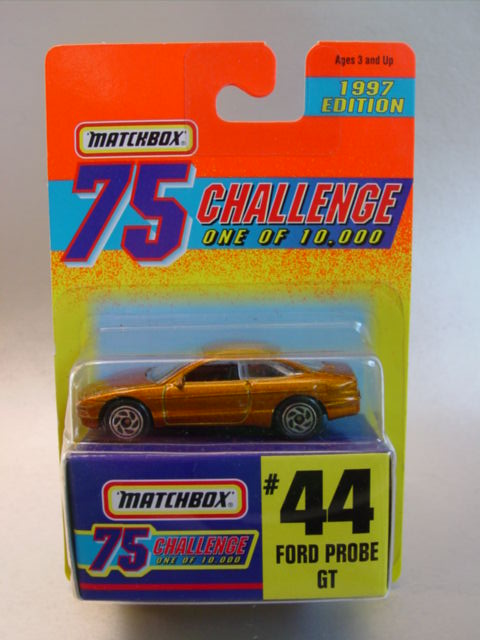 Ages 3 and Up
1997
EDITION
"MATCHBOX"
75 CHALLENGE
ONE OF 10,000
"MATCHBOX"
75 CHALLENGE
ONE OF 10,000
#44
FORD PROBE
GT